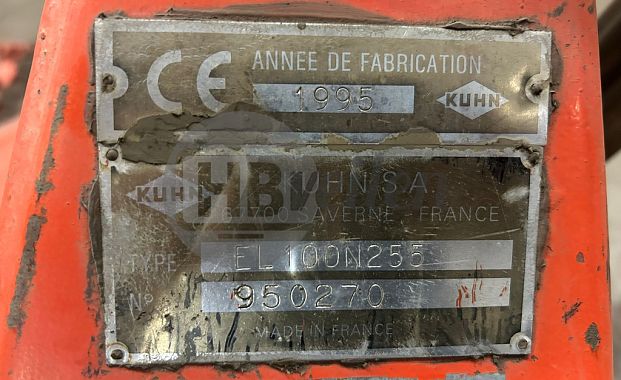 CE ANNEE DE FABRICATION
1995 KUHN
KUHN KUHN S.A.
67700 SAVERNE - FRANCE
TYPE EL100N255
N° 950270
MADE IN FRANCE